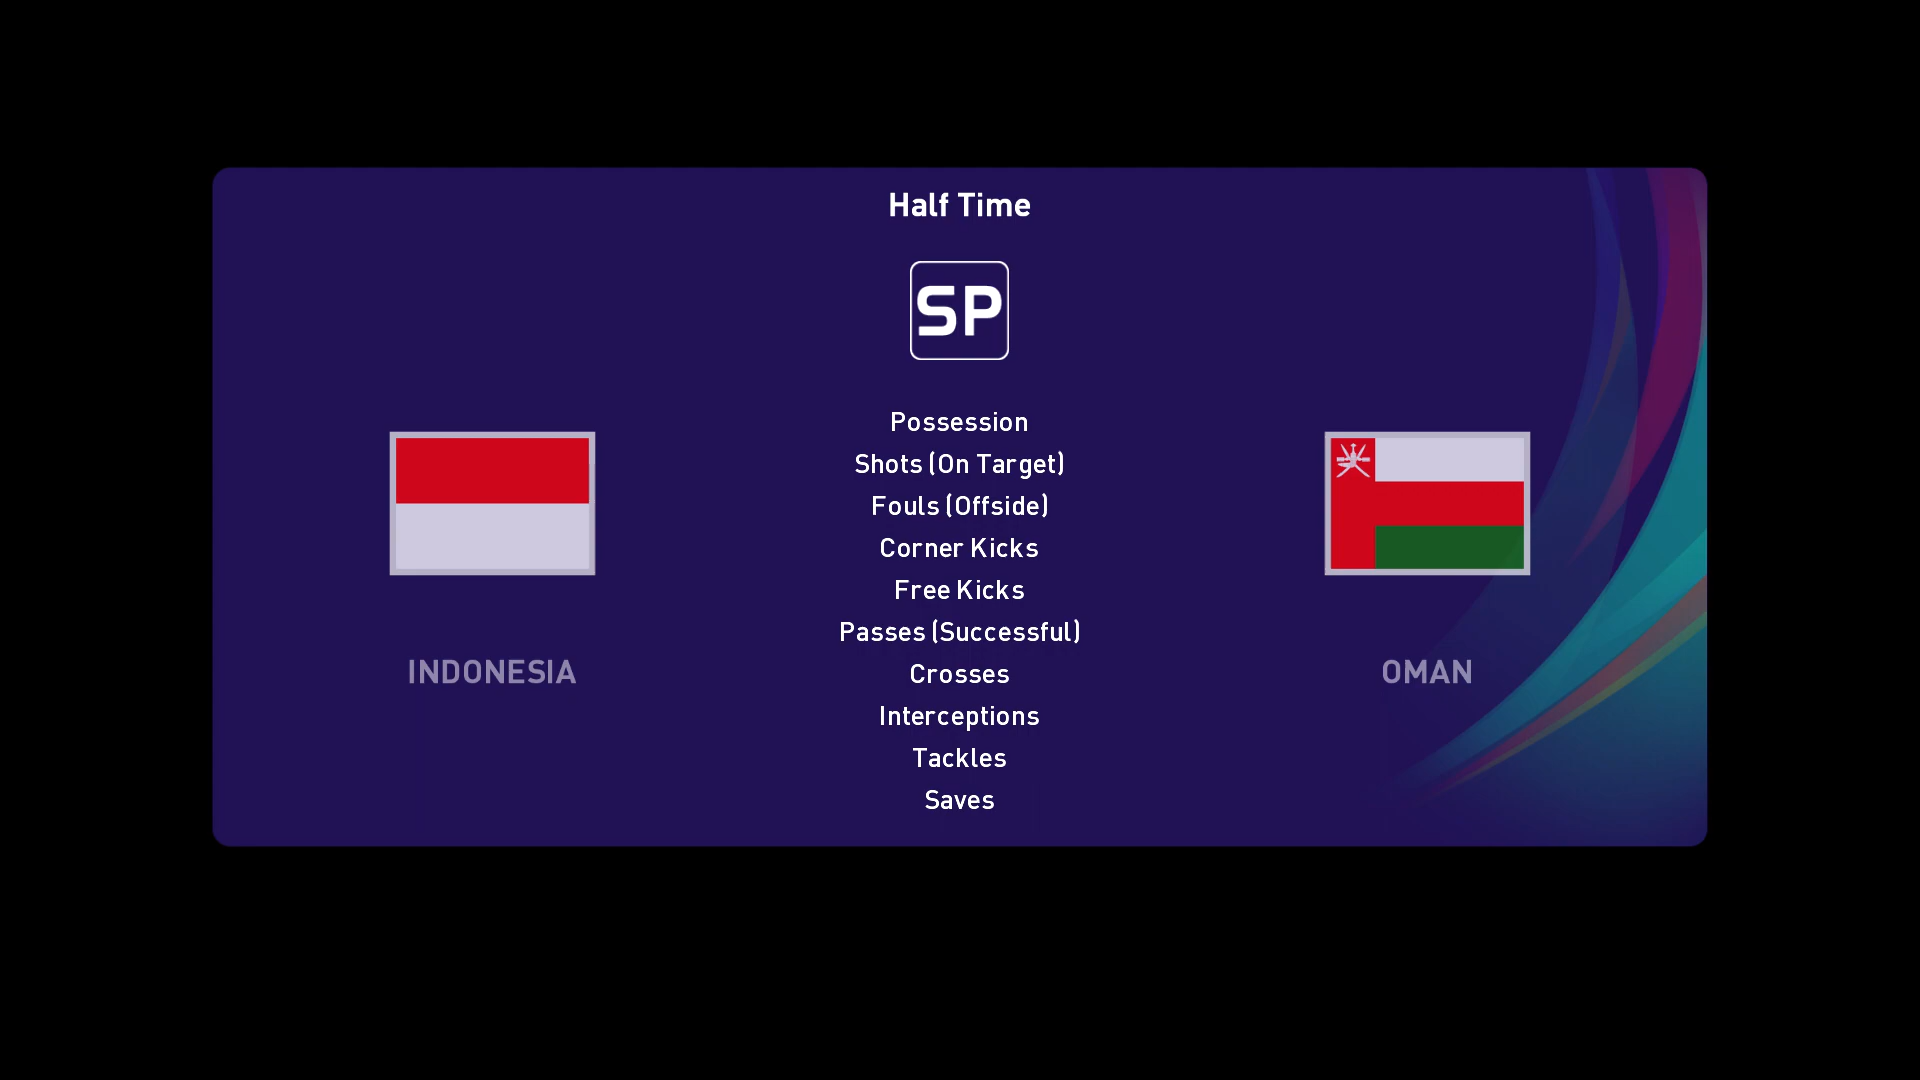 Half Time
SP
Possession
Shots (On Target)
Fouls (Offside)
Corner Kicks
Free Kicks
Passes (Successful)
Crosses
Interceptions
Tackles
Saves
INDONESIA
OMAN